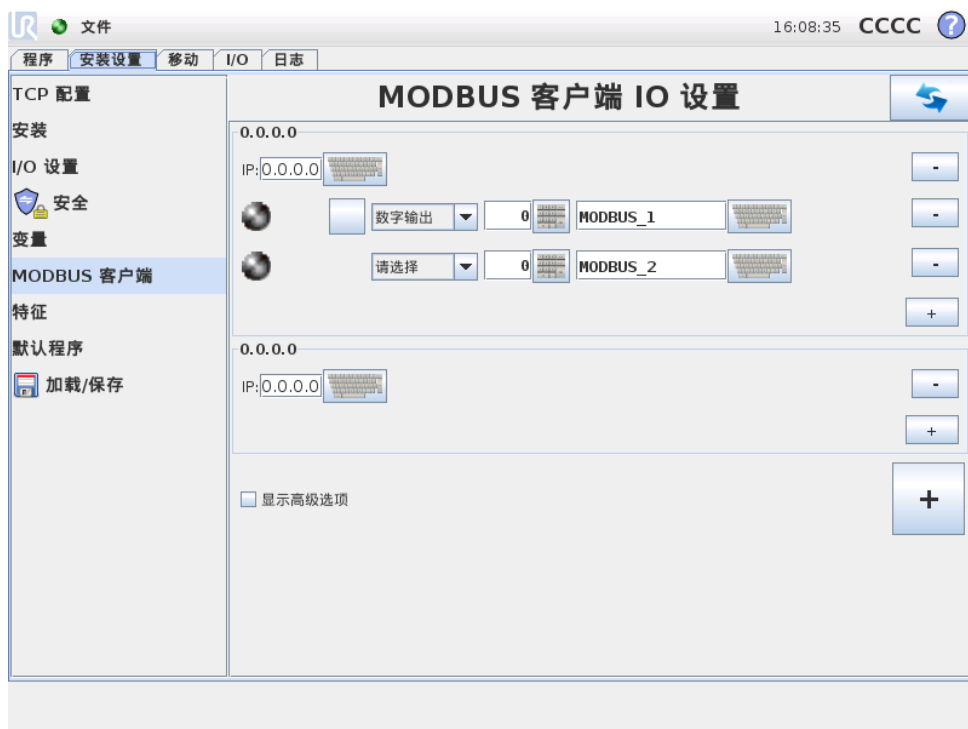 UR 文件 16:08:35 CCCC ?
程序 安装设置 移动 I/O 日志
TCP 配置
安装
I/O 设置
安全
变量
MODBUS 客户端
特征
默认程序
加载/保存
MODBUS 客户端 IO 设置
0.0.0.0
IP: 0.0.0.0 -
数字输出 0 MODBUS_1 -
请选择 0 MODBUS_2 -
+
0.0.0.0
IP: 0.0.0.0 -
+
显示高级选项 +